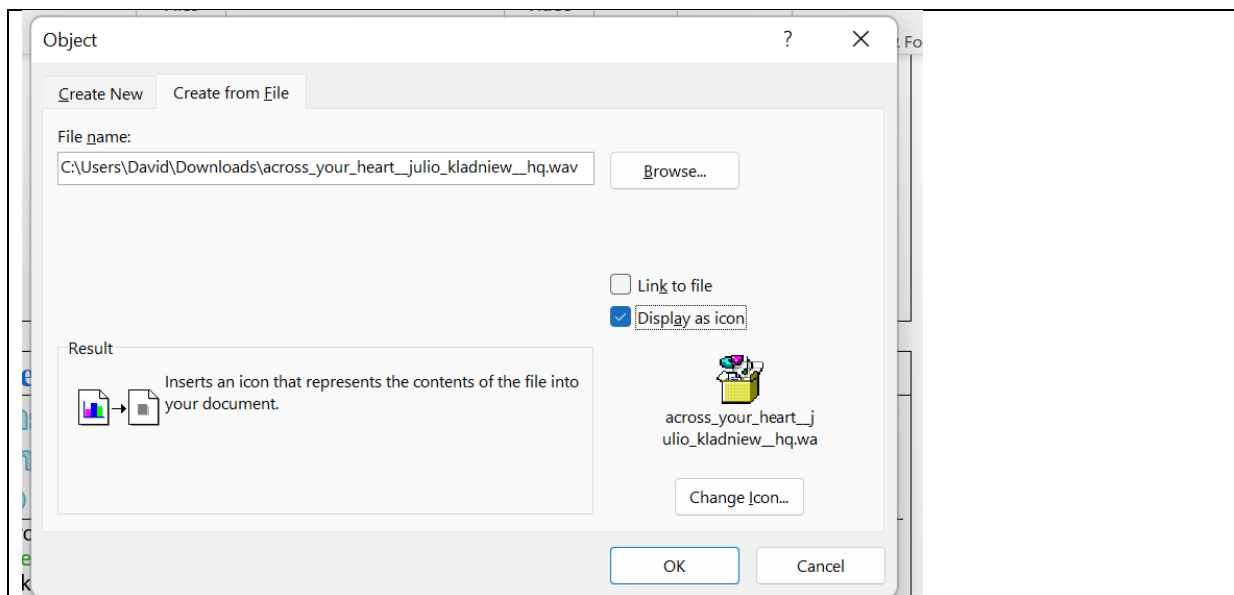 Object
?
Create New
Create from File
File name:
C:\Users\David\Downloads\across_your_heart__julio_kladniew__hq.wav
Browse...
Link to file
Display as icon
Result
Inserts an icon that represents the contents of the file into
your document.
across_your_heart__j
ulio_kladniew__hq.wa
Change Icon...
OK
Cancel